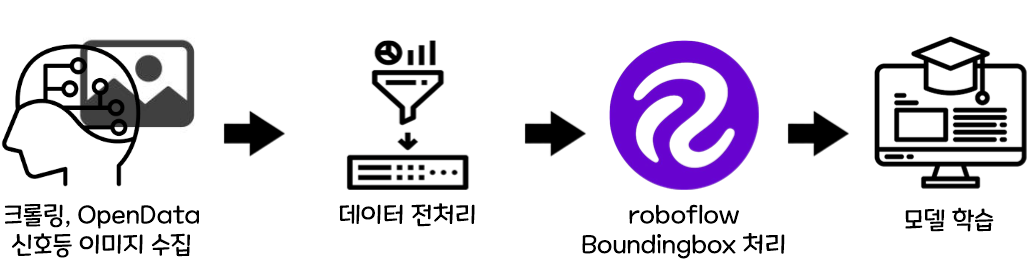 크롤링, OpenData
신호등 이미지 수집
데이터 전처리
roboflow
Boundingbox 처리
모델 학습